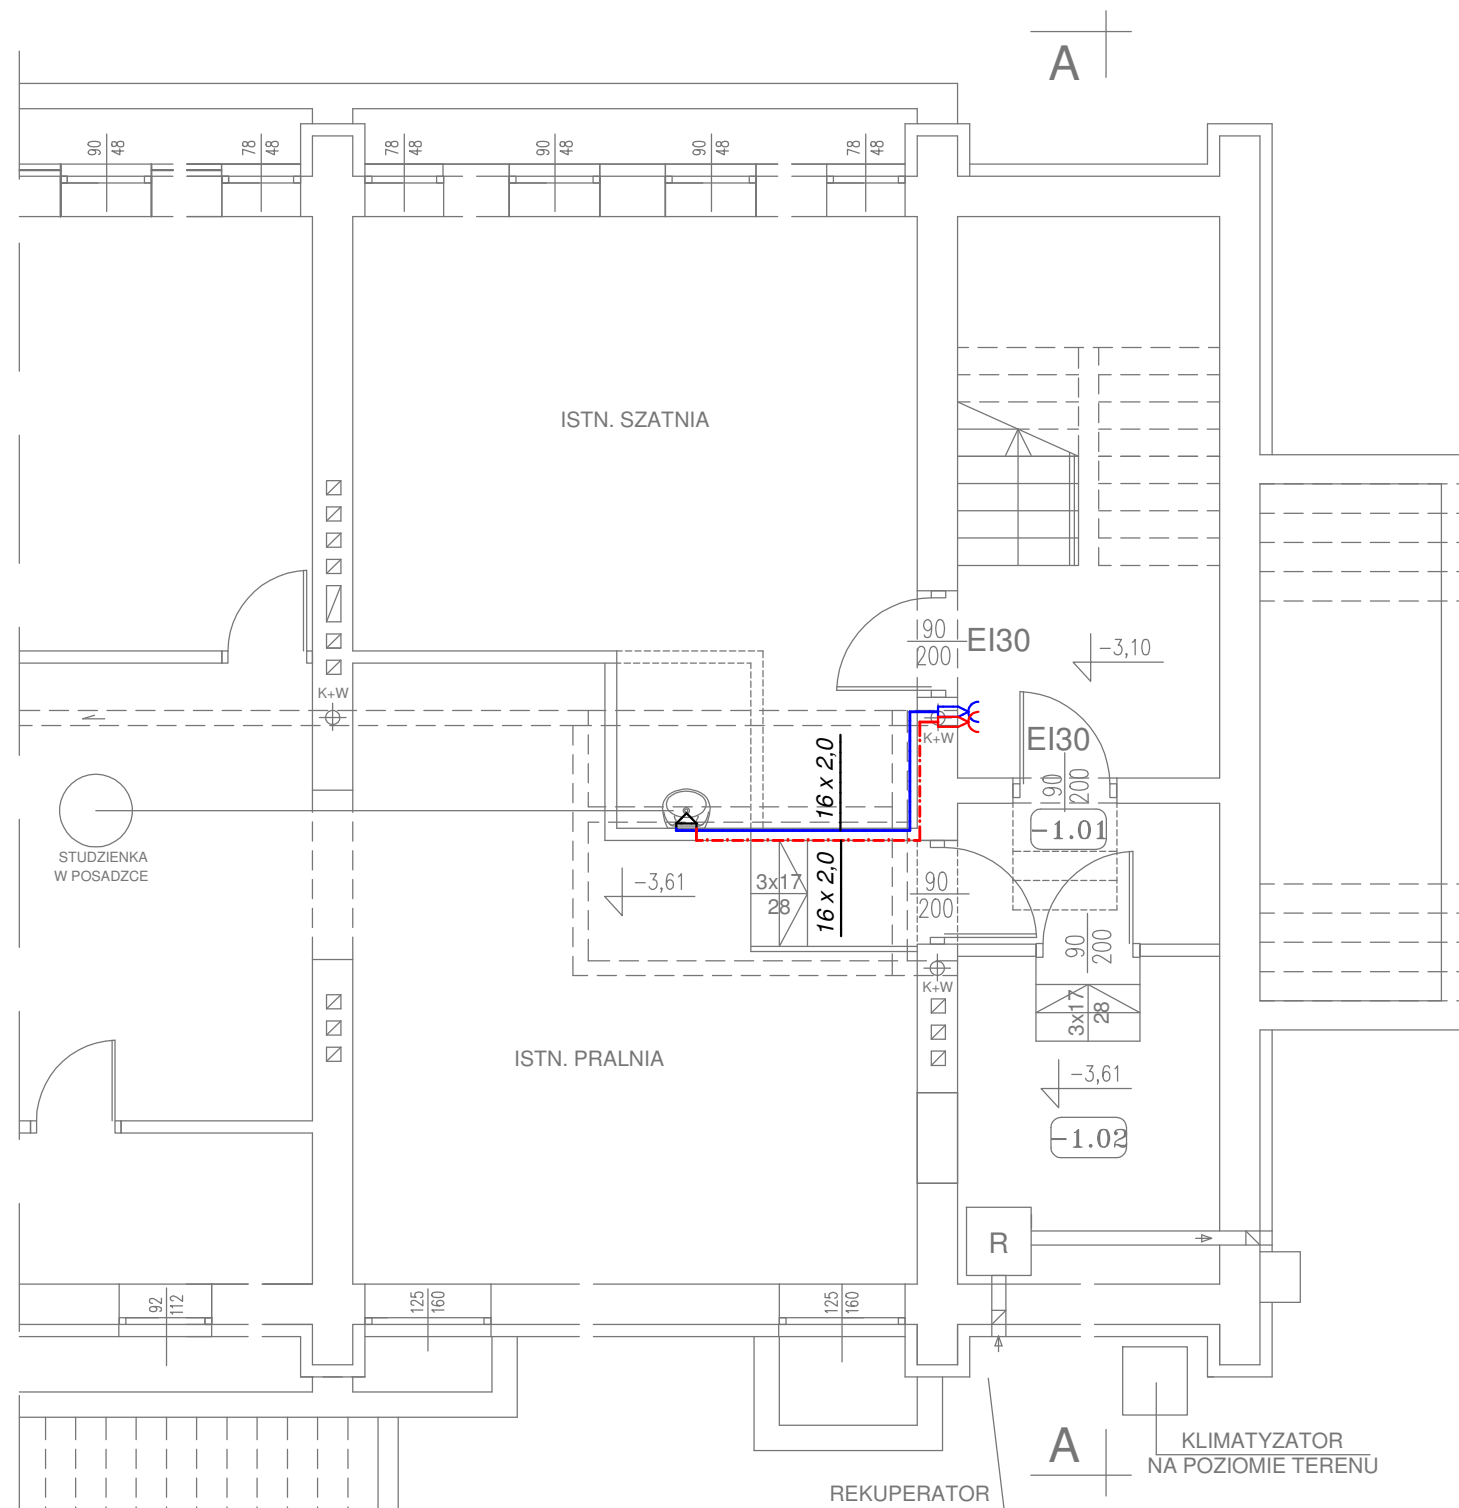 A
90
48
78
48
78
48
90
48
90
48
78
48
ISTN. SZATNIA
90
200
EI30
-3,10
K+W
K+W
EI30
90
200
16 x 2,0
-1.01
STUDZIENKA
W POSADZCE
-3,61
3x17
28
16 x 2,0
90
200
90
200
K+W
3x17
28
ISTN. PRALNIA
-3,61
-1.02
R
92
112
125
160
125
160
A
KLIMATYZATOR
NA POZIOMIE TERENU
REKUPERATOR